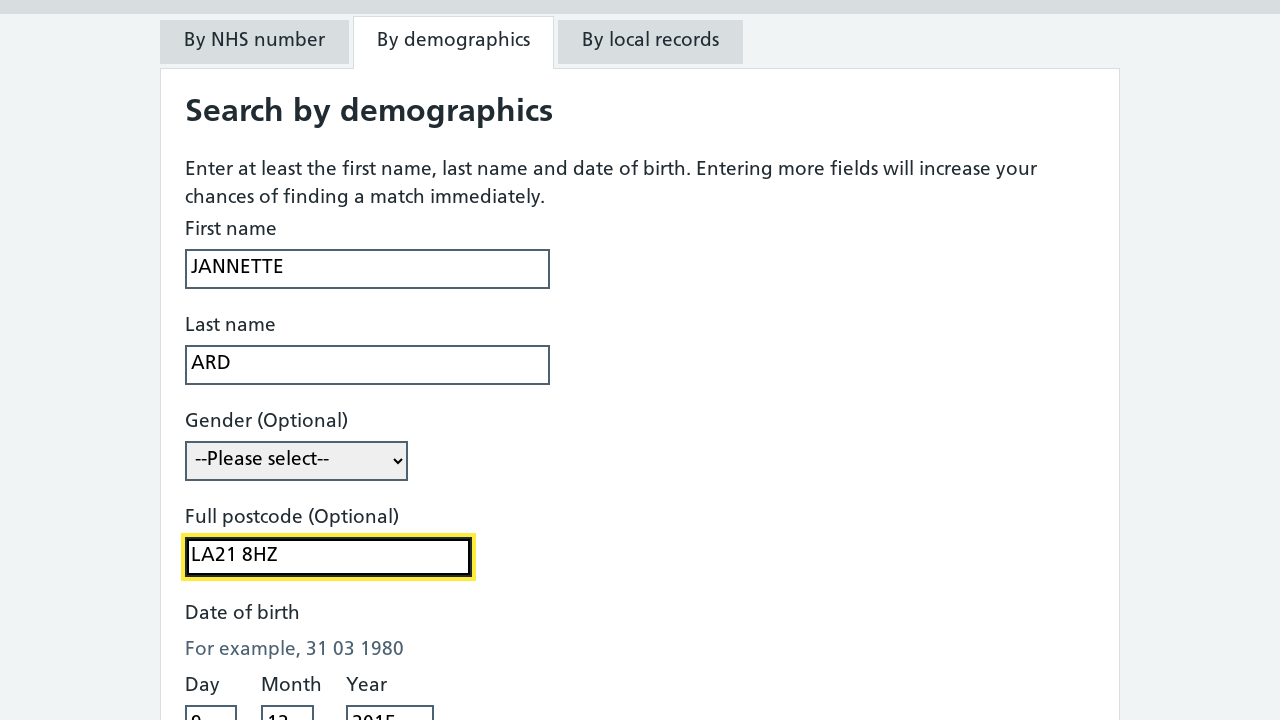 By NHS number By demographics By local records
Search by demographics
Enter at least the first name, last name and date of birth. Entering more fields will increase your
chances of finding a match immediately.
First name
JANNETTE
Last name
ARD
Gender (Optional)
--Please select--
Full postcode (Optional)
LA21 8HZ
Date of birth
For example, 31 03 1980
Day Month Year